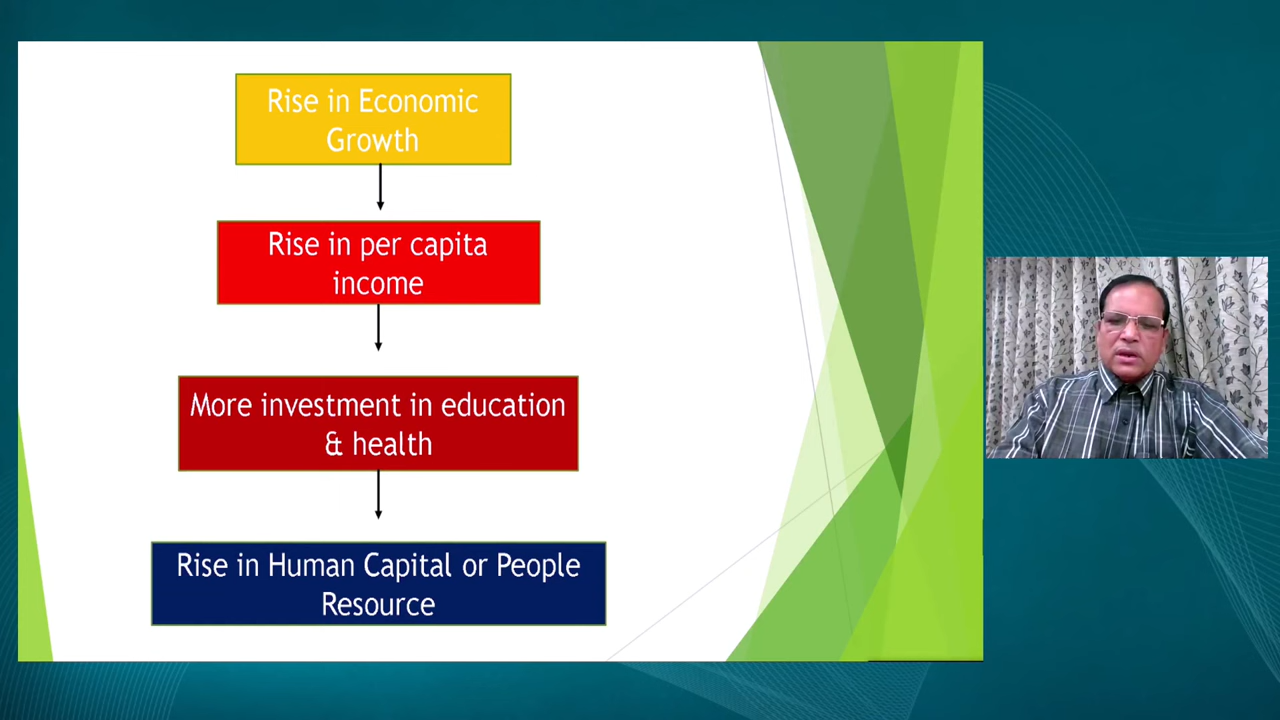 Rise in Economic
Growth
Rise in per capita
income
More investment in education
& health
Rise in Human Capital or People
Resource